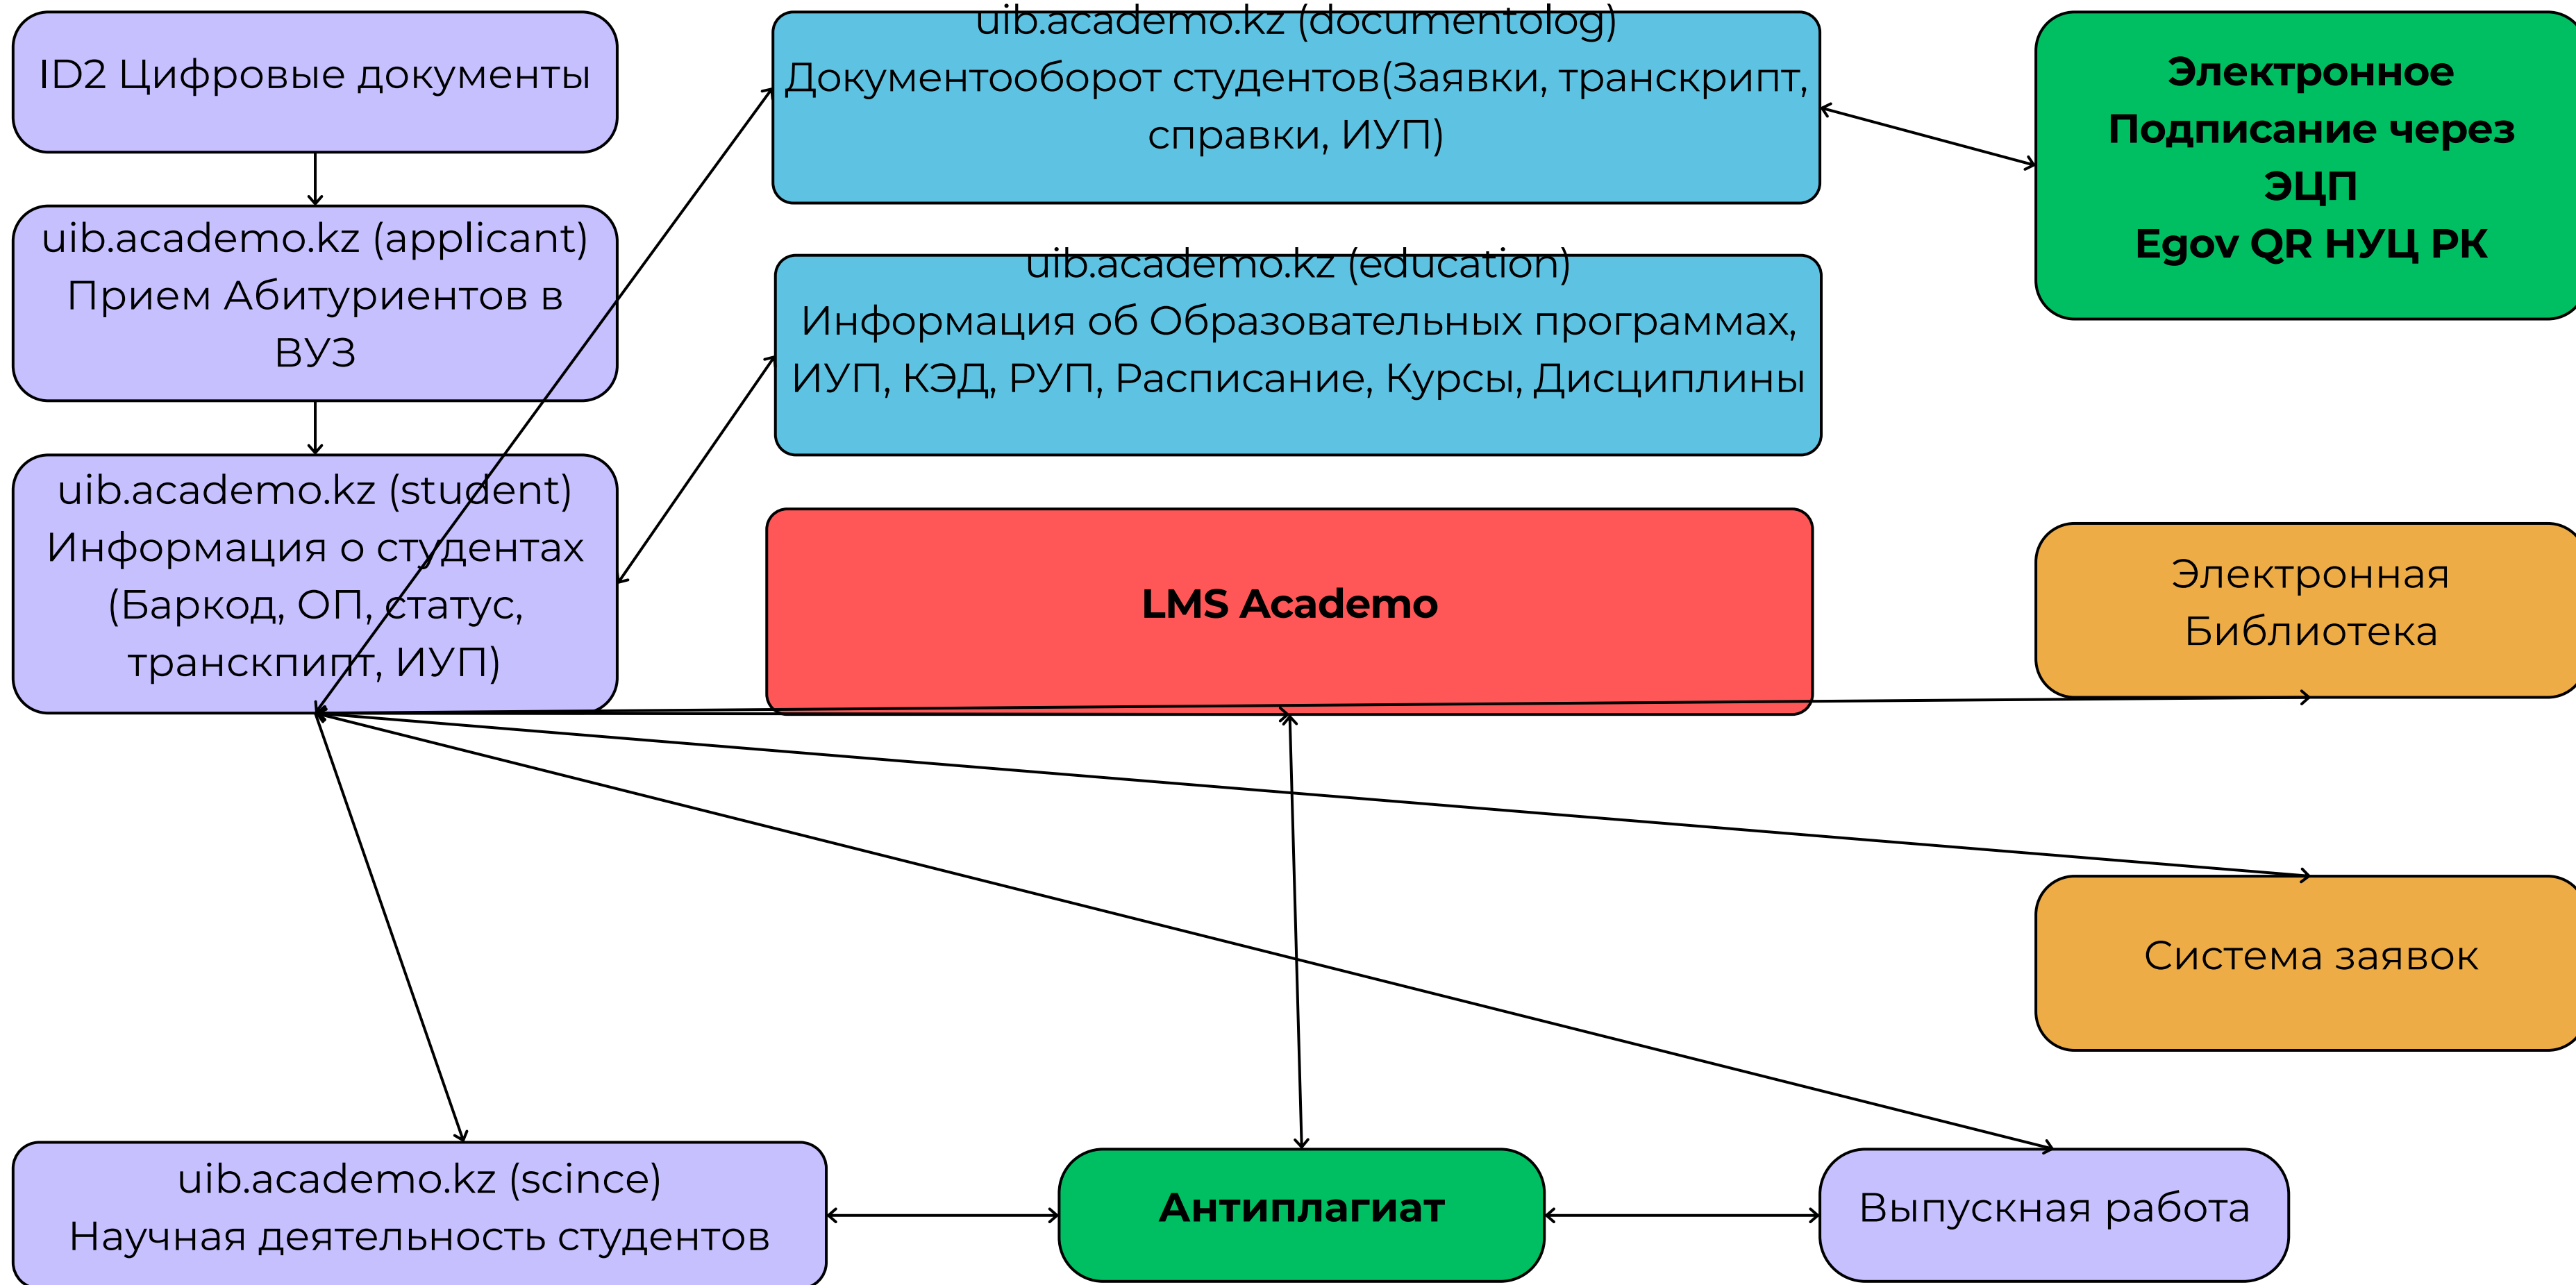 ID2 Цифровые документы
uib.academo.kz (applicant)
Прием Абитуриентов в
ВУЗ
uib.academo.kz (student)
Информация о студентах
(Баркод, ОП, статус,
транскпипт, ИУП)
uib.academo.kz (documentolog)
Документооборот студентов(Заявки, транскрипт,
справки, ИУП)
uib.academo.kz (education)
Информация об Образовательных программах,
ИУП, КЭД, РУП, Расписание, Курсы, Дисциплины
LMS Academo
Электронное
Подписание через
ЭЦП
Egov QR НУЦ РК
Электронная
Библиотека
Система заявок
uib.academo.kz (scince)
Научная деятельность студентов
Антиплагиат
Выпускная работа